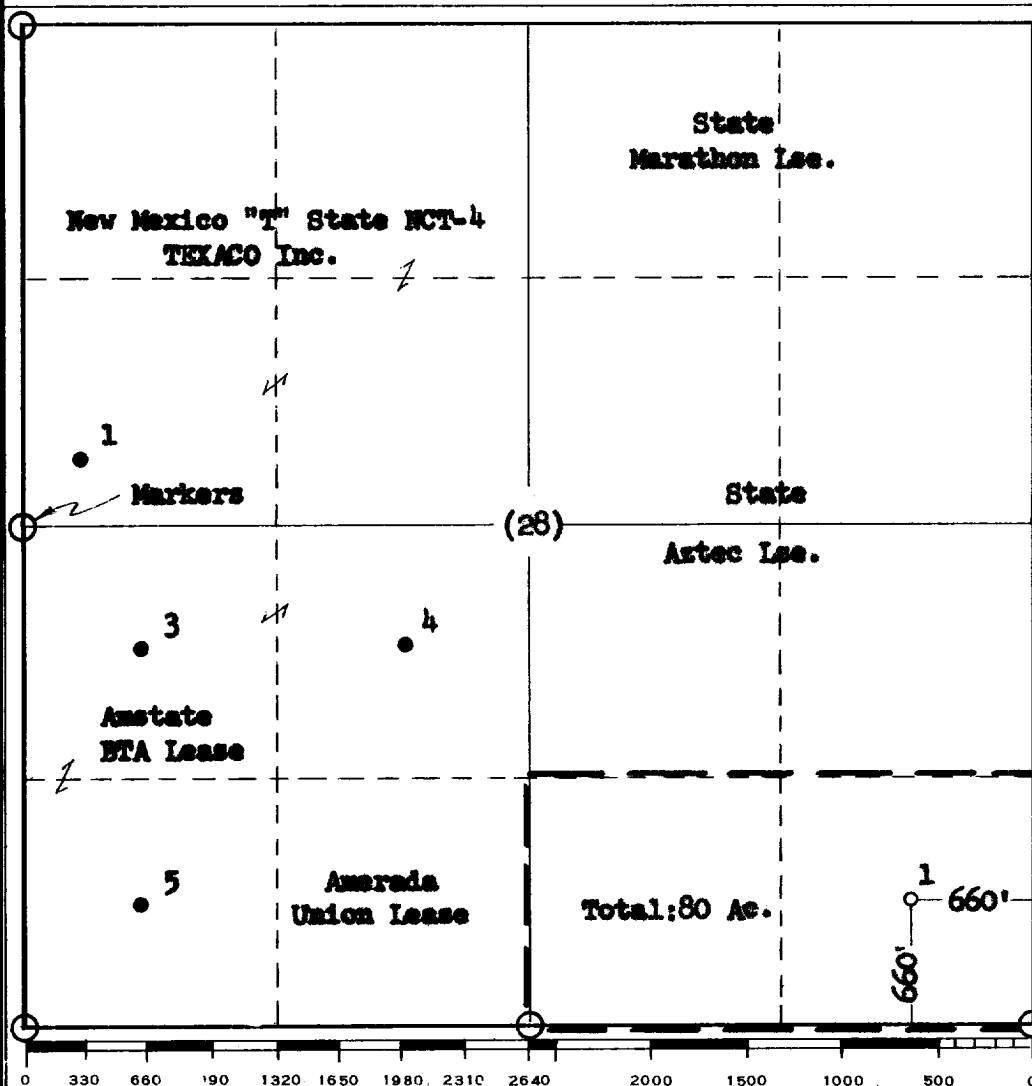 State
Marathon Lse.
New Mexico "T" State NCT-4
TEXACO Inc.
1
Markers
State
(28)
Aztec Lse.
3
4
Amstate
BTA Lease
5
Amerada
Union Lease
Total:80 Ac.
1
660'
660'
0 330 660 '90 1320 1650 1980 2310 2640 2000 1500 1000 500 0